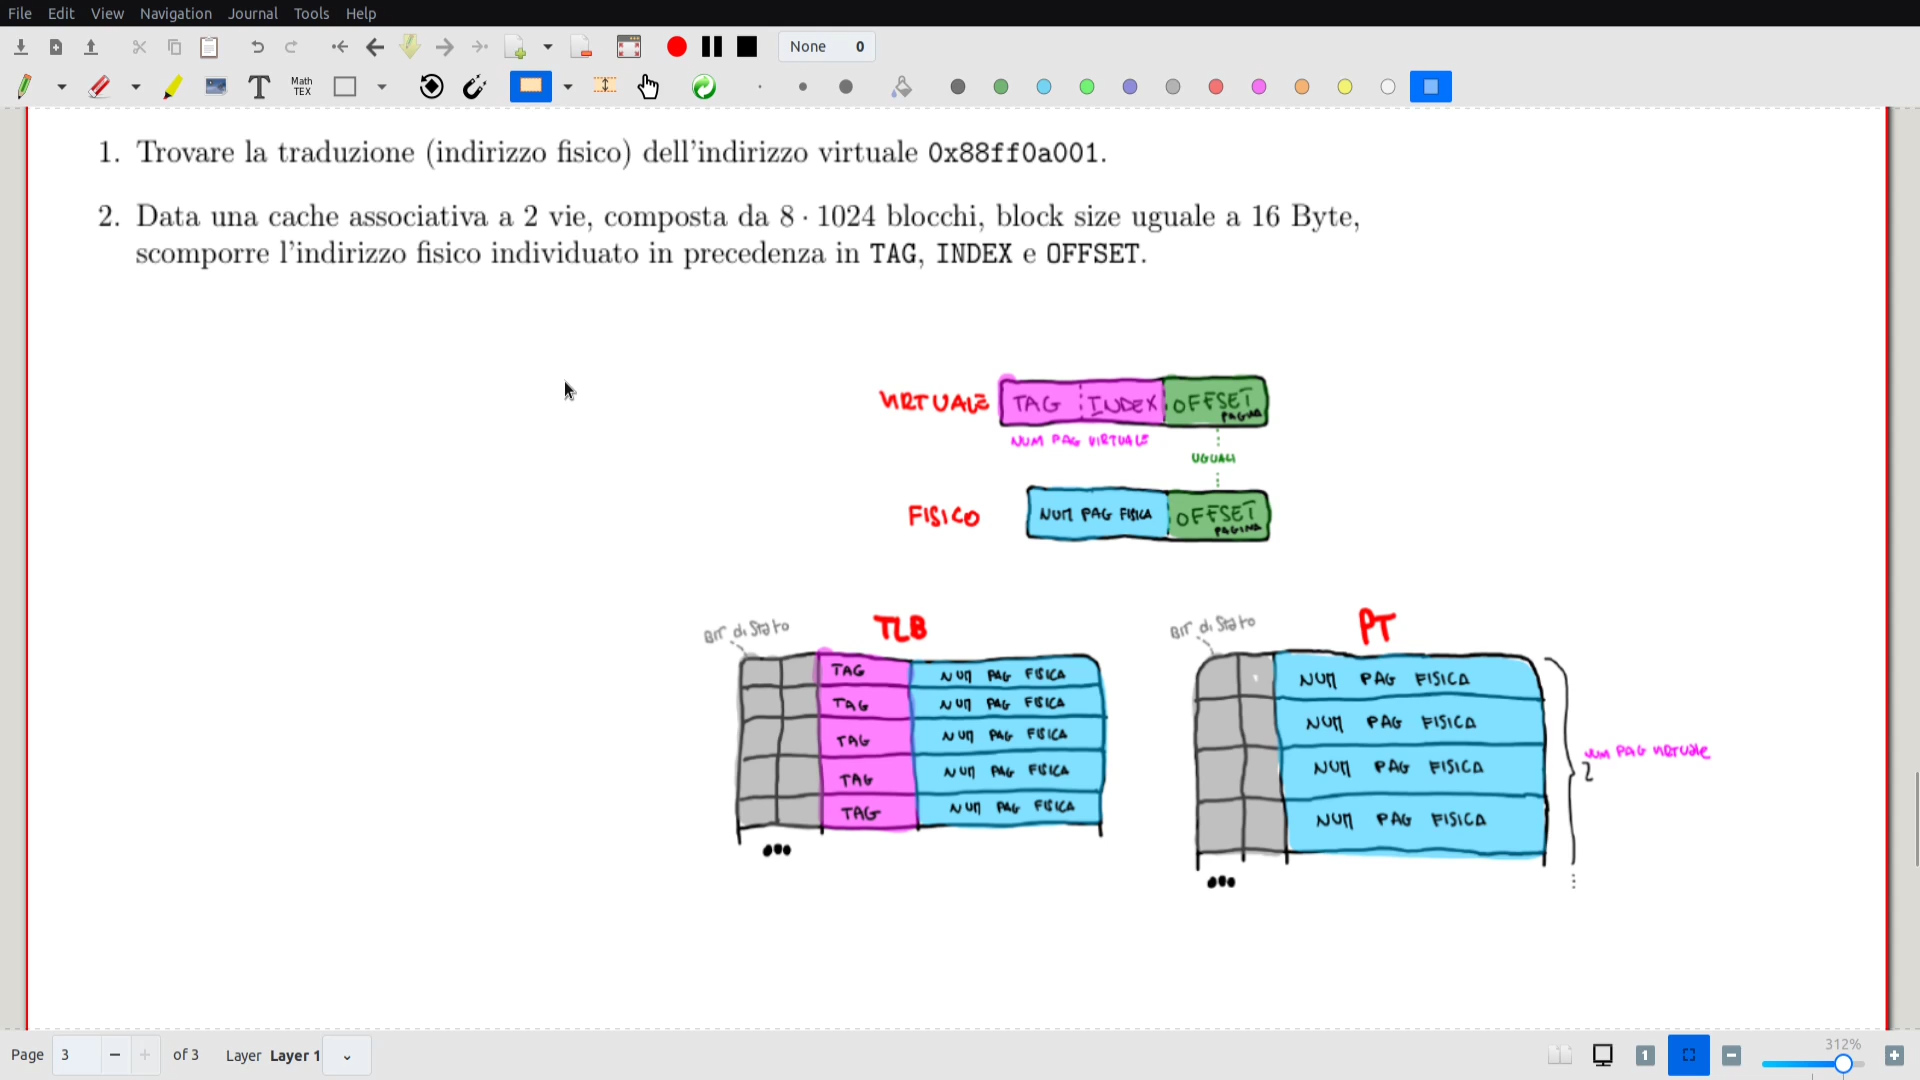 File Edit View Navigation Journal Tools Help
None 0
Math
TEX
1. Trovare la traduzione (indirizzo fisico) dell'indirizzo virtuale 0x88ff0a001.
2. Data una cache associativa a 2 vie, composta da 8 · 1024 blocchi, block size uguale a 16 Byte,
scomporre l'indirizzo fisico individuato in precedenza in TAG, INDEX e OFFSET.
VIRTUALE TAG INDEX OFFSET
PAGINA
NUM PAG VIRTUALE
UGUALI
FISICO NUM PAG FISICA OFFSET
PAGINA
BIT di Stato TLB
TAG NUM PAG FISICA
TAG NUM PAG FISICA
TAG NUM PAG FISICA
TAG NUM PAG FISICA
TAG NUM PAG FISICA
BIT di Stato PT
NUM PAG FISICA
NUM PAG FISICA
NUM PAG FISICA
NUM PAG FISICA
2 NUM PAG VIRTUALE
Page 3 of 3 Layer Layer 1
1
312%